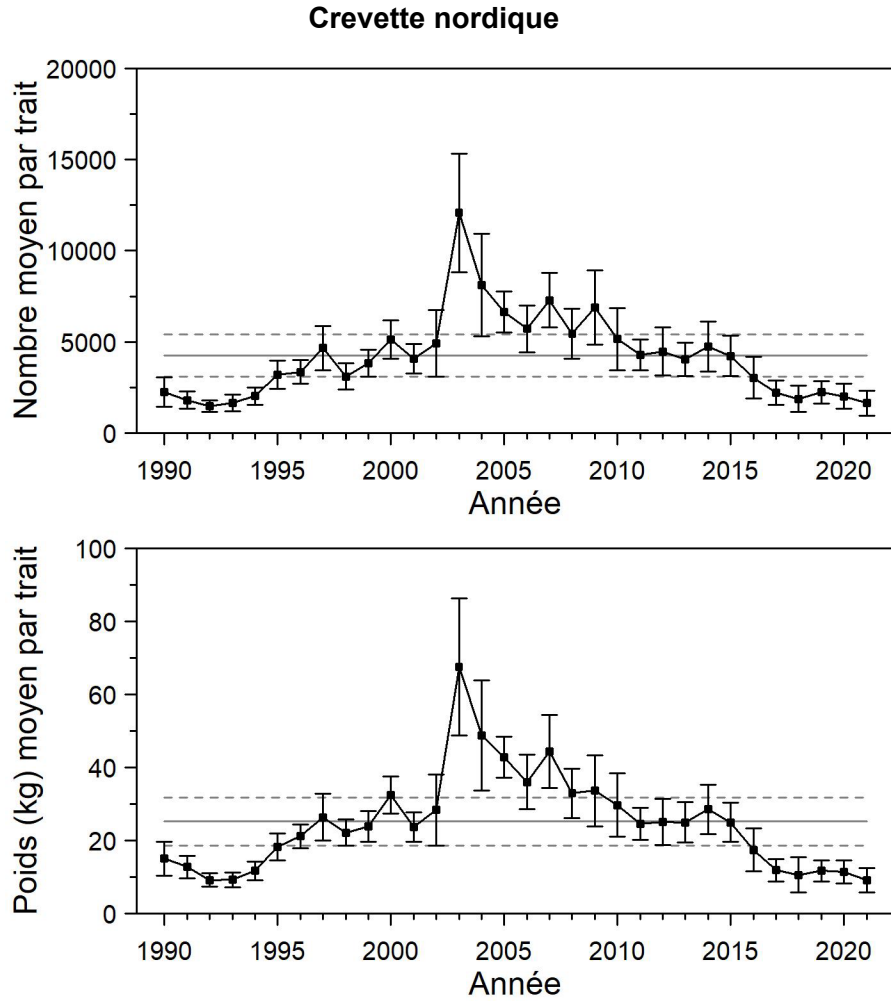 Crevette nordique
Nombre moyen par trait
20000
15000
10000
5000
0
1990 1995 2000 2005 2010 2015 2020
Année
Poids (kg) moyen par trait
100
80
60
40
20
0
1990 1995 2000 2005 2010 2015 2020
Année